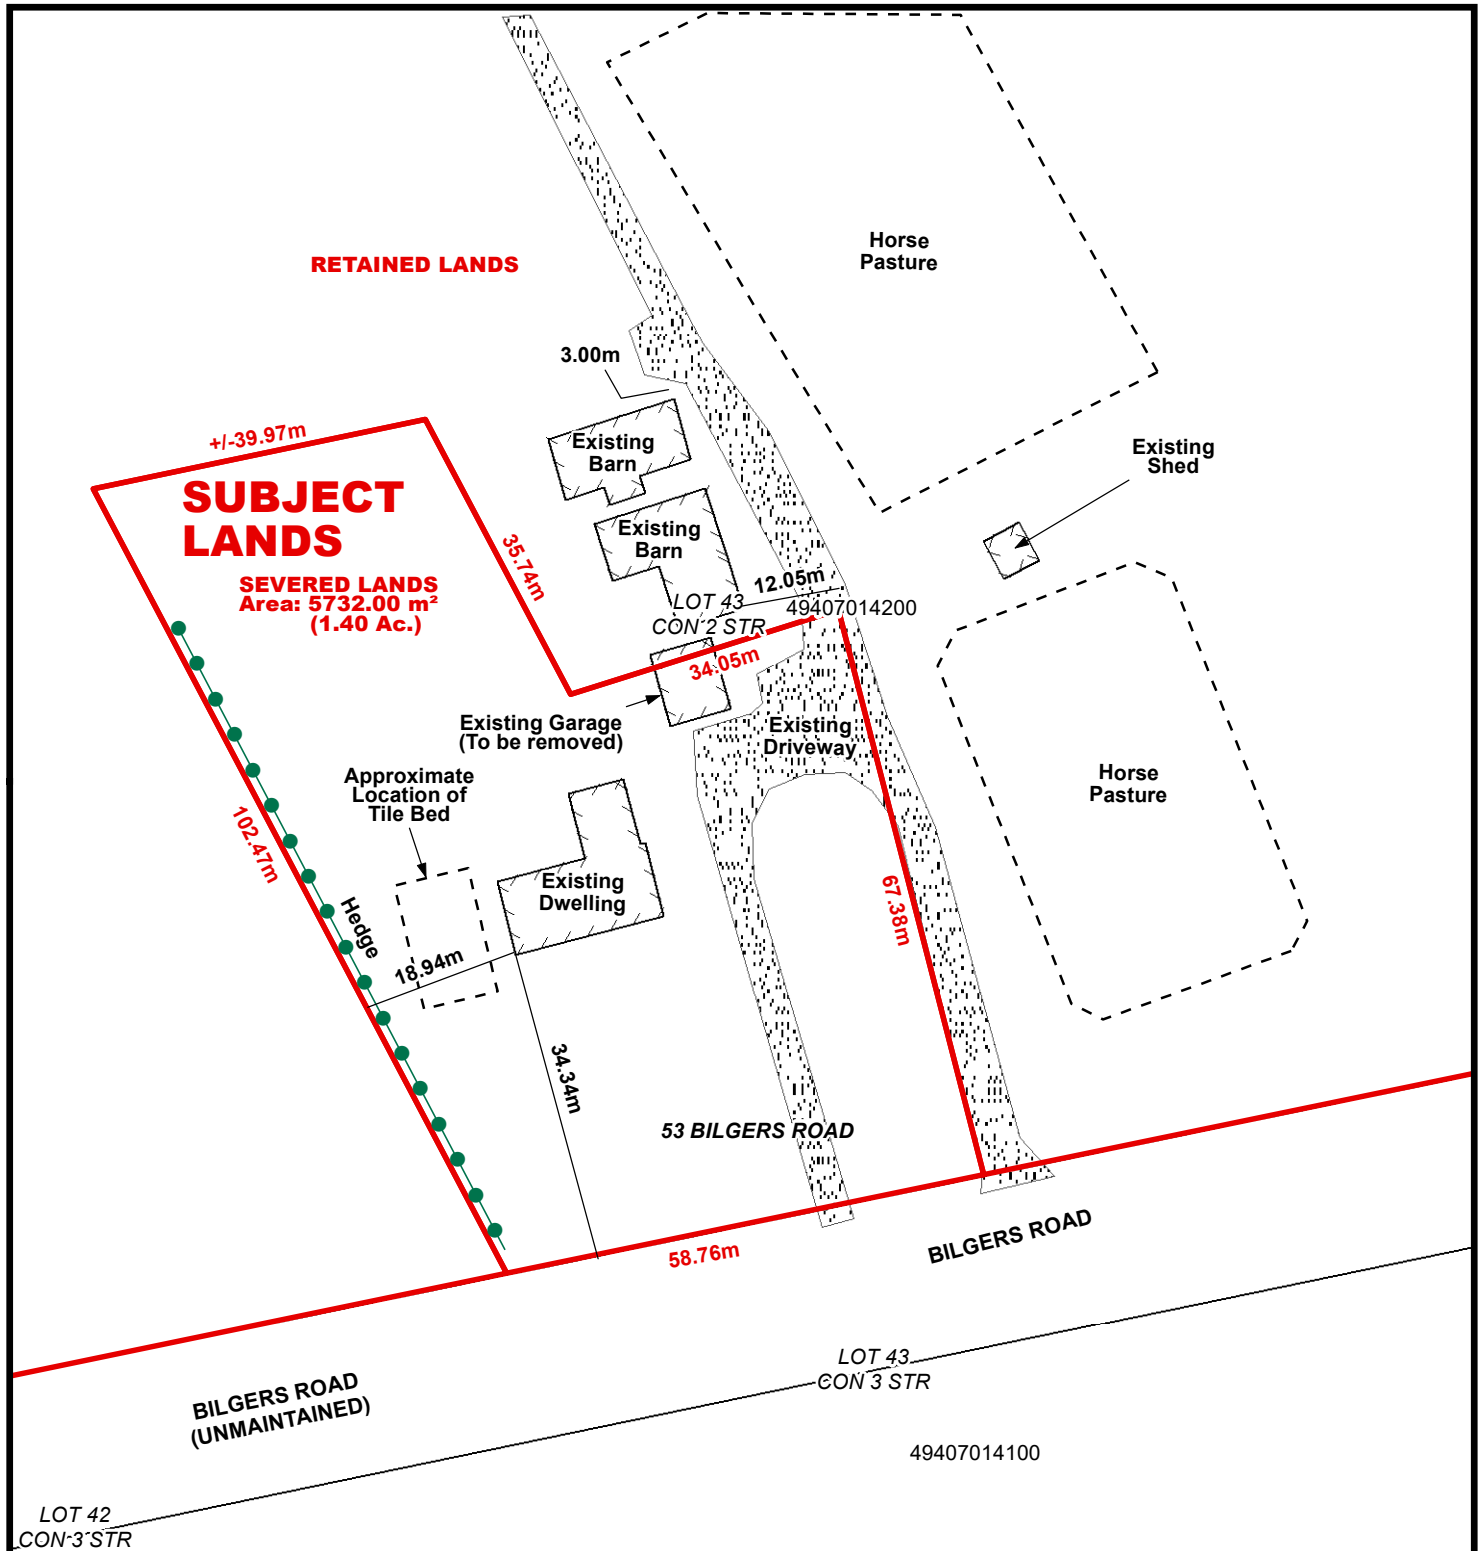 Horse
Pasture
RETAINED LANDS
3.00m
+/-39.97m
Existing
Barn
Existing
Shed
SUBJECT
LANDS
Existing
Barn
35.74m
SEVERED LANDS
Area: 5732.00 m²
(1.40 Ac.)
12.05m
LOT 43
CON 2 STR
49407014200
34.05m
Existing Garage
(To be removed)
Existing
Driveway
Approximate
Location of
Tile Bed
Horse
Pasture
102.47m
Existing
Dwelling
Hedge
67.38m
18.94m
34.34m
53 BILGERS ROAD
58.76m
BILGERS ROAD
LOT 43
CON 3 STR
BILGERS ROAD
(UNMAINTAINED)
49407014100
LOT 42
CON 3 STR